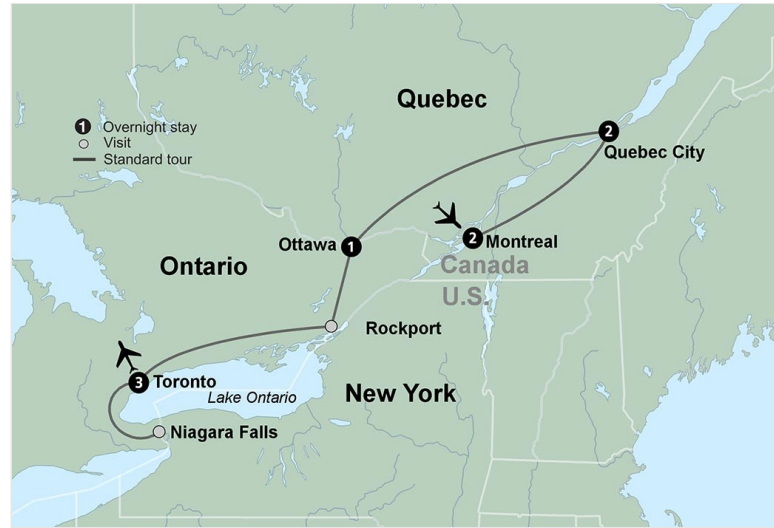 Quebec
1 Overnight stay
Visit
Standard tour
2
Quebec City
Ottawa 1
2 Montreal
Canada
U.S.
Ontario
Rockport
3 Toronto
Lake Ontario
New York
Niagara Falls